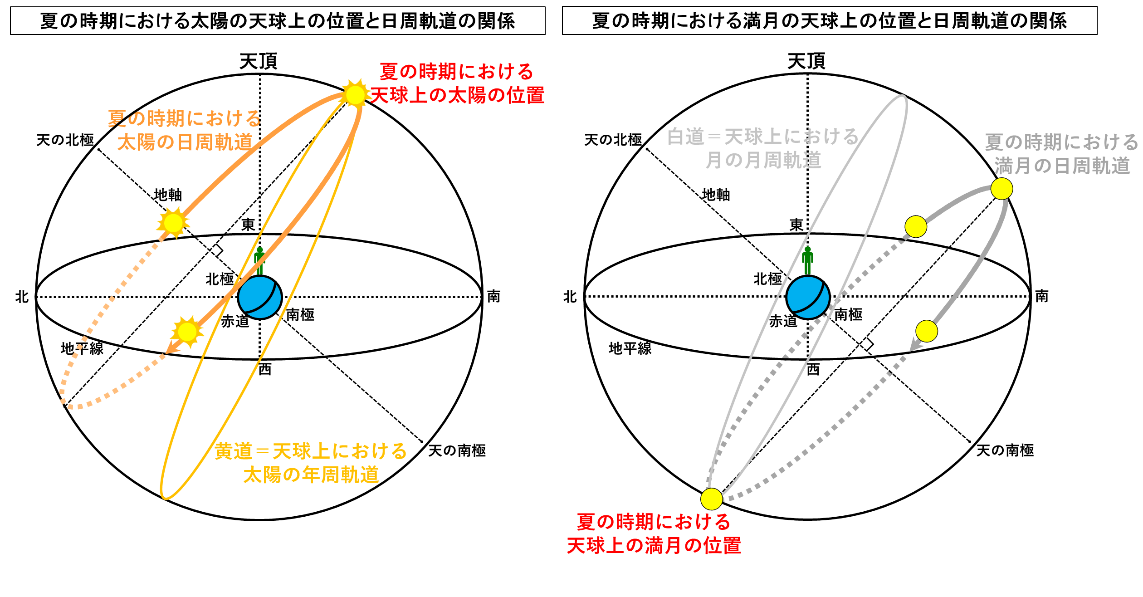 夏の時期における太陽の天球上の位置と日周軌道の関係
天頂
夏の時期における
天球上の太陽の位置
夏の時期における
太陽の日周軌道
天の北極
地軸
東
北
北極
南
赤道
南極
地平線
西
黄道＝天球上における
太陽の年周軌道
天の南極
夏の時期における満月の天球上の位置と日周軌道の関係
天頂
白道＝天球上における
月の月周軌道
夏の時期における
満月の日周軌道
天の北極
地軸
東
北
北極
南
赤道
南極
地平線
西
天の南極
夏の時期における
天球上の満月の位置